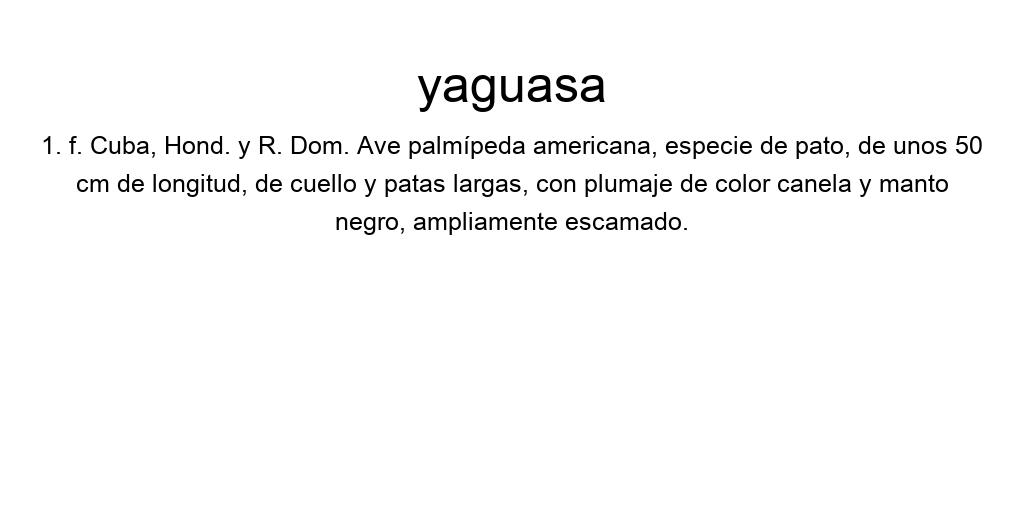 yaguasa
1. f. Cuba, Hond. y R. Dom. Ave palmípeda americana, especie de pato, de unos 50
cm de longitud, de cuello y patas largas, con plumaje de color canela y manto
negro, ampliamente escamado.